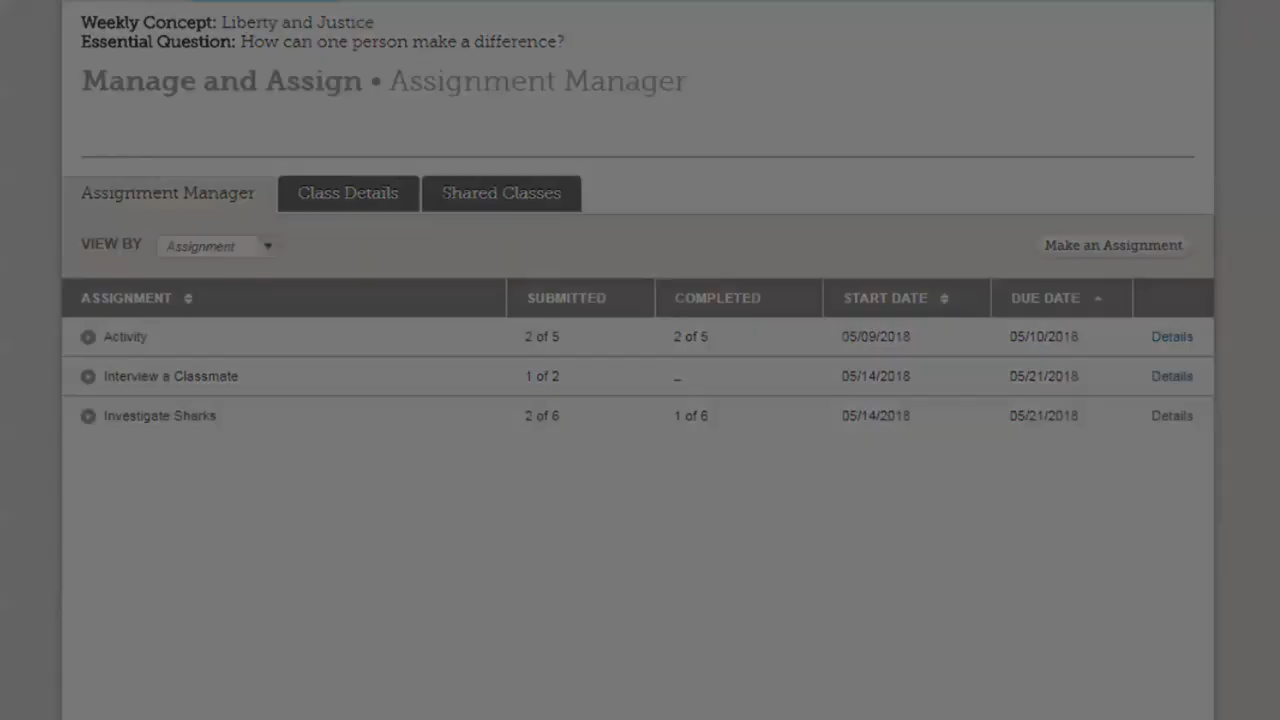 Weekly Concept: Liberty and Justice
Essential Question: How can one person make a difference?
Manage and Assign • Assignment Manager
Assignment Manager Class Details Shared Classes
VIEW BY Assignment Make an Assignment
ASSIGNMENT SUBMITTED COMPLETED START DATE DUE DATE
Activity 2 of 5 2 of 5 05/09/2018 05/10/2018 Details
Interview a Classmate 1 of 2 – 05/14/2018 05/21/2018 Details
Investigate Sharks 2 of 6 1 of 6 05/14/2018 05/21/2018 Details